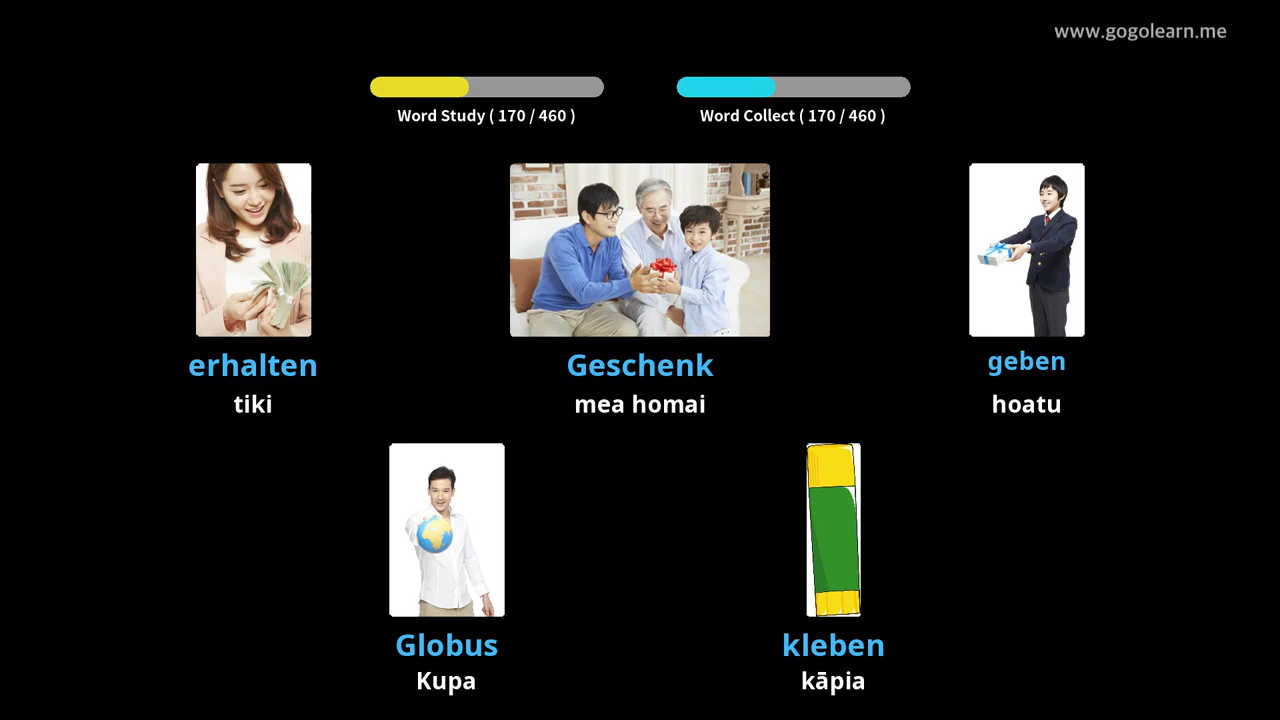 www.gogolearn.me
Word Study ( 170 / 460 )
Word Collect ( 170 / 460 )
erhalten
tiki
Geschenk
mea homai
geben
hoatu
Globus
Kupa
kleben
kāpia